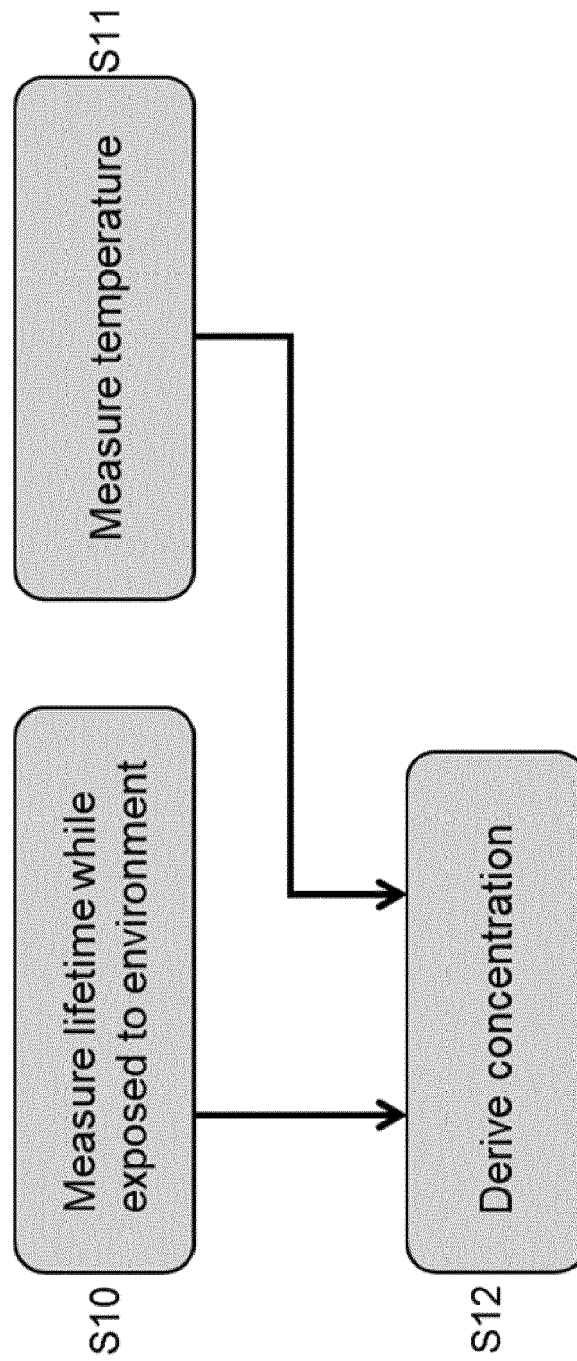 S10
Measure lifetime while
exposed to environment
Measure temperature
S11
S12
Derive concentration